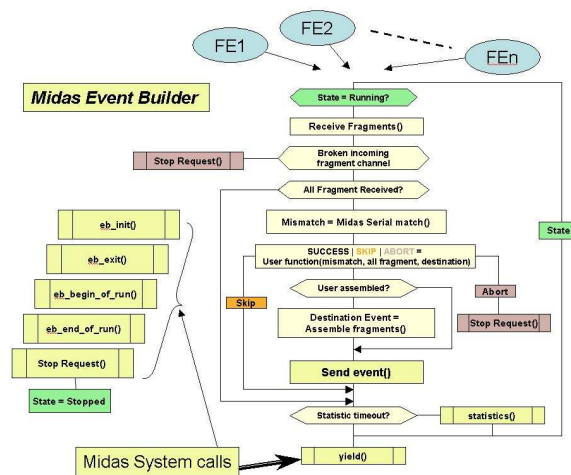 FE1
FE2
FEn
Midas Event Builder
State = Running?
Receive Fragments()
Broken incoming
fragment channel
Stop Request()
All Fragment Received?
Mismatch = Midas Serial match()
State
SUCCESS | SKIP | ABORT =
User function(mismatch, all fragment, destination)
User assembled?
Skip
Abort
Stop Request()
Destination Event =
Assemble fragments()
Send event()
Statistic timeout?
statistics()
yield()
eb_init()
eb_exit()
eb_begin_of_run()
eb_end_of_run()
Stop Request()
State = Stopped
Midas System calls